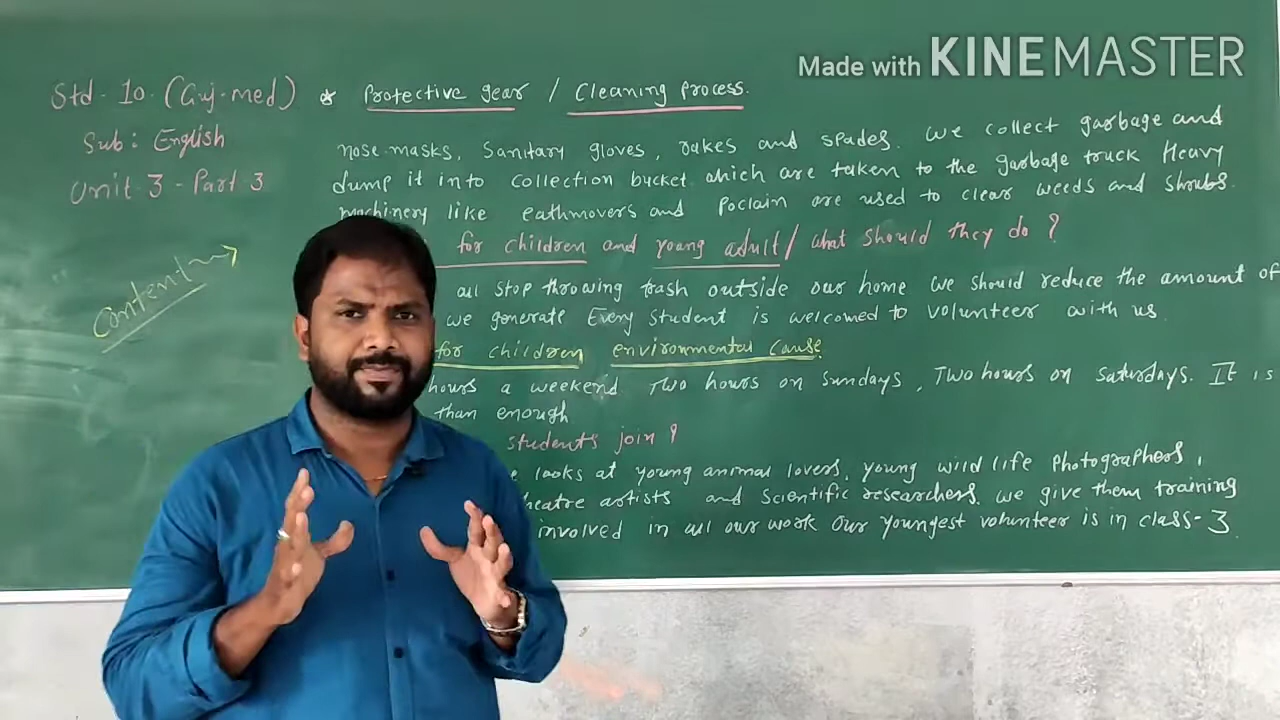 Made with KINEMASTER
Std - 10. (Guj-med)
Sub: English
Unit. 3 - Part. 3
Content
* Protective gear / Cleaning process.
nose-masks, Sanitary gloves, rakes and spades. we collect garbage and
dump it into collection bucket which are taken to the garbage truck Heavy
machinery like eathmovers and Poclain are used to clear weeds and shrubs.
for children and young adult / what should they do ?
all stop throwing trash outside our home we should reduce the amount of
we generate Every student is welcomed to volunteer with us.
for children environmental cause.
hours a weekend Two hours on Sundays, Two hours on Saturdays. It is
than enough
students join ?
looks at young animal lovers, young wild life photographers,
artists and Scientific researchers. we give them training
involved in all our work Our youngest volunteer is in class-3.